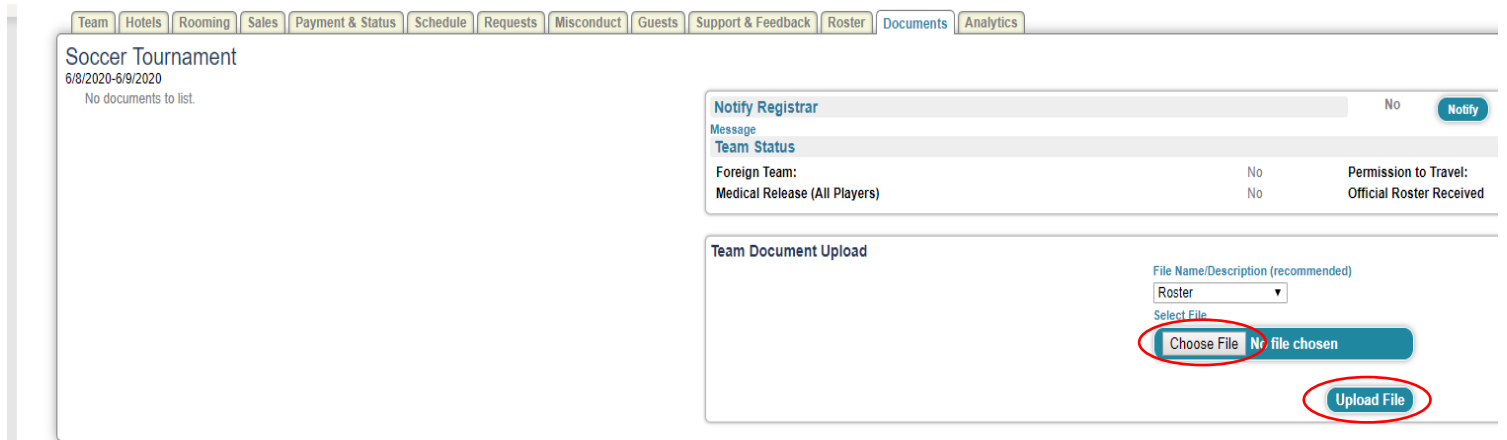 Team Hotels Rooming Sales Payment & Status Schedule Requests Misconduct Guests Support & Feedback Roster Documents Analytics
Soccer Tournament
6/8/2020-6/9/2020
No documents to list.
Notify Registrar No Notify
Message
Team Status
Foreign Team: No Permission to Travel:
Medical Release (All Players) No Official Roster Received
Team Document Upload
File Name/Description (recommended)
Roster
Select File
Choose File No file chosen
Upload File